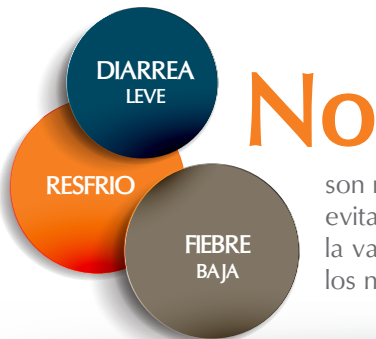 DIARREA
LEVE
RESFRIO
FIEBRE
BAJA
No
son
evita
la va
los